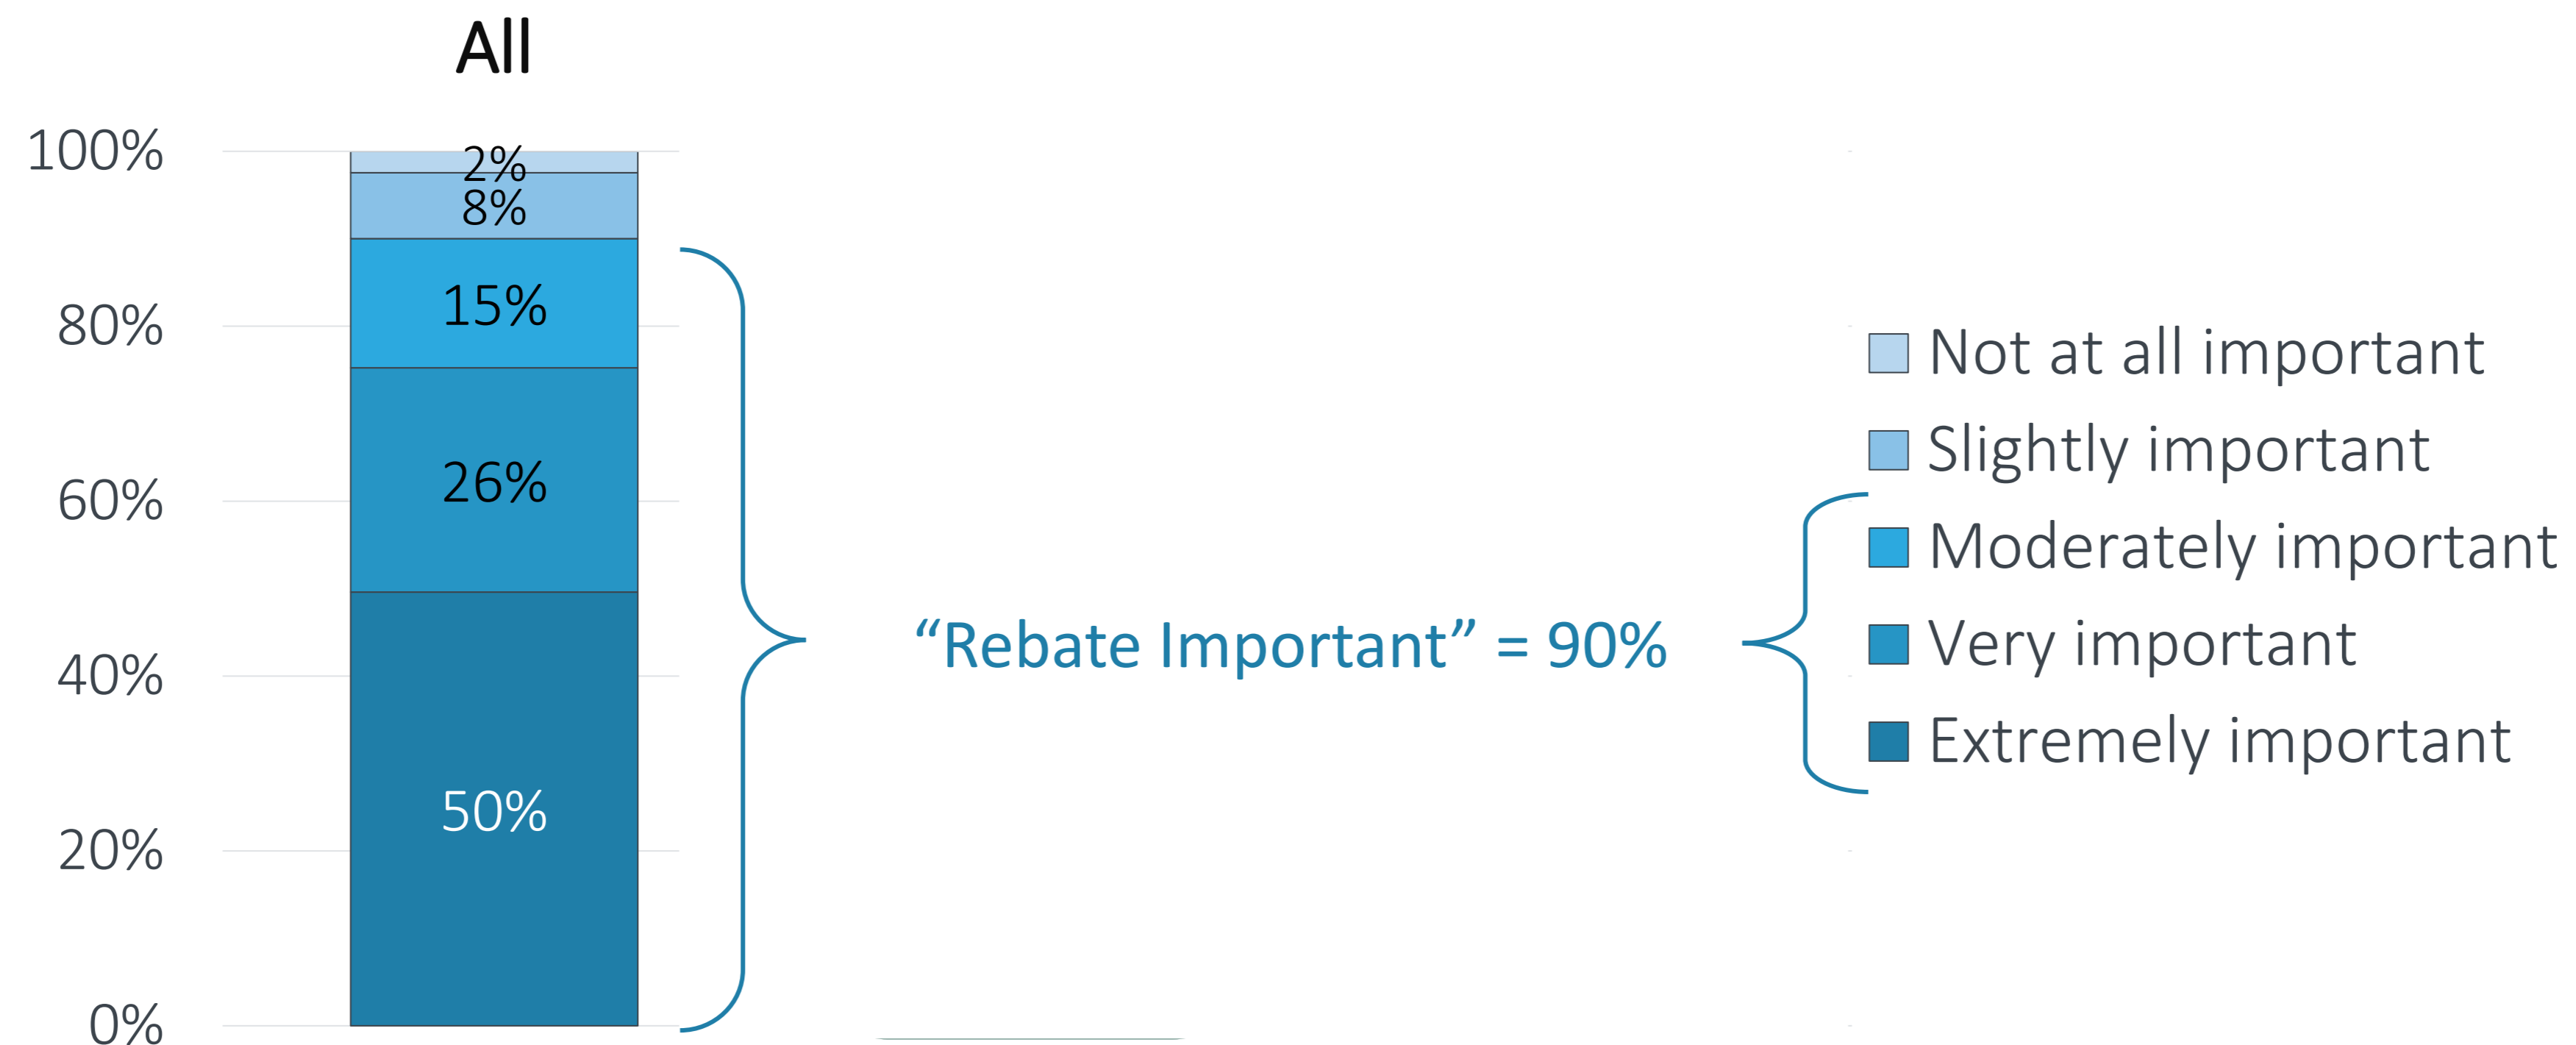 All
100%
80%
60%
40%
20%
0%
2%
8%
15%
26%
50%
“Rebate Important” = 90%
Not at all important
Slightly important
Moderately important
Very important
Extremely important